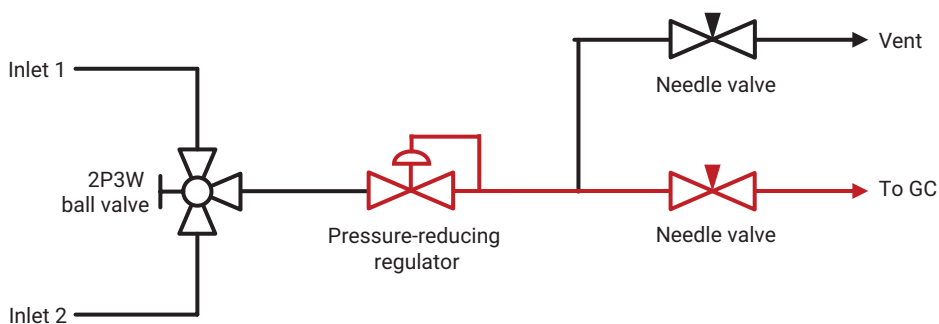 Vent
Inlet 1
Needle valve
2P3W
ball valve
To GC
Pressure-reducing
regulator
Needle valve
Inlet 2